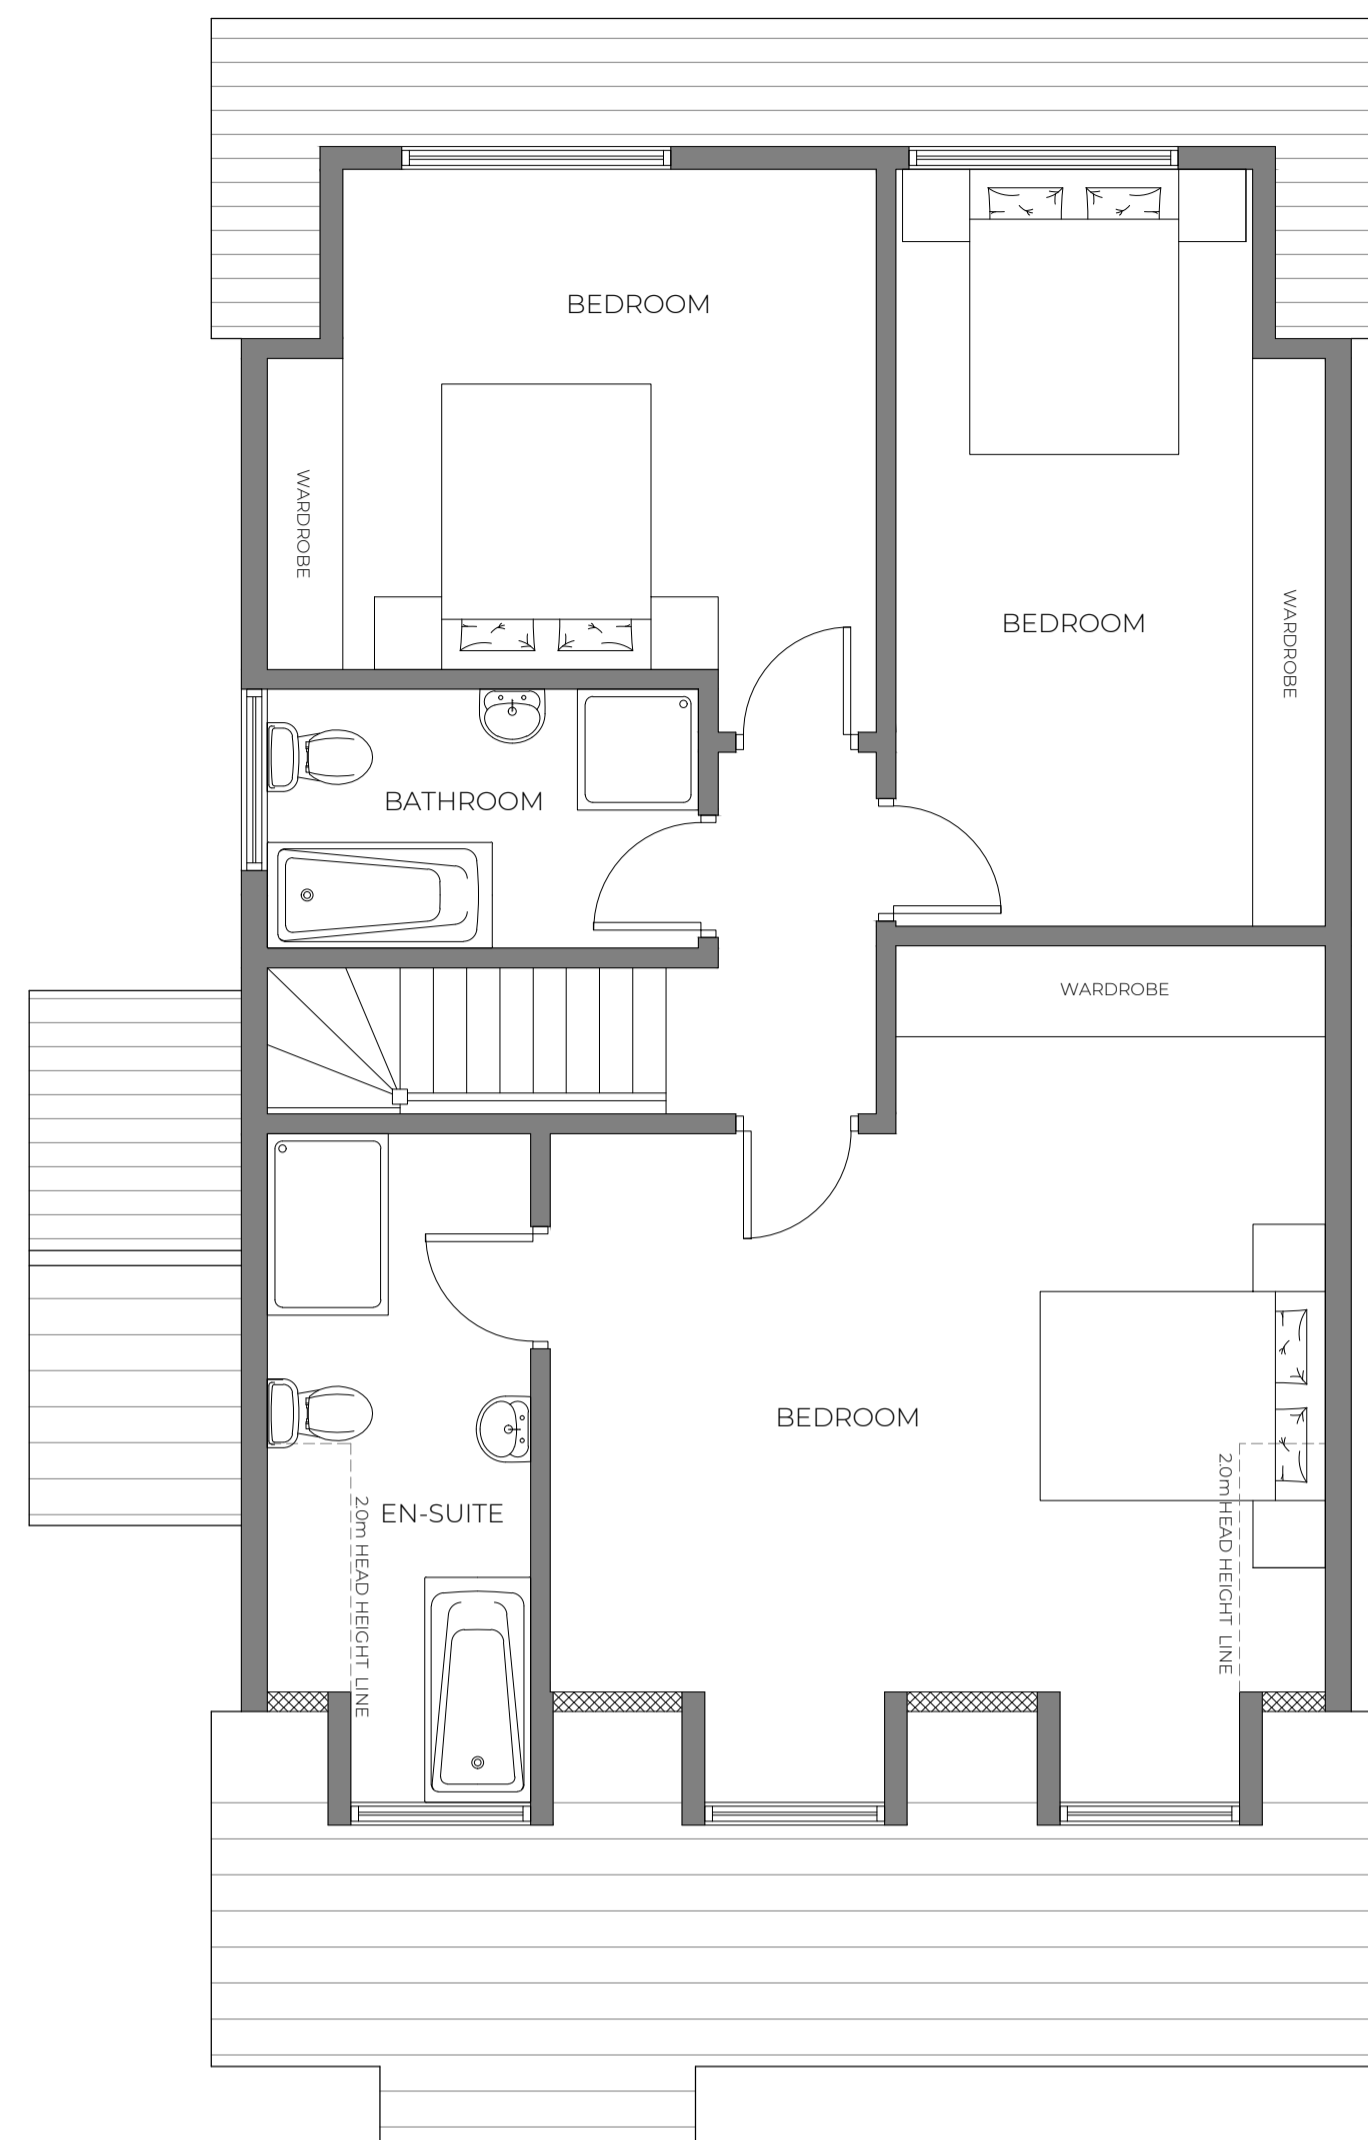 BEDROOM
WARDROBE
BEDROOM
WARDROBE
BATHROOM
WARDROBE
BEDROOM
2.0m HEAD HEIGHT LINE
EN-SUITE
2.0m HEAD HEIGHT LINE